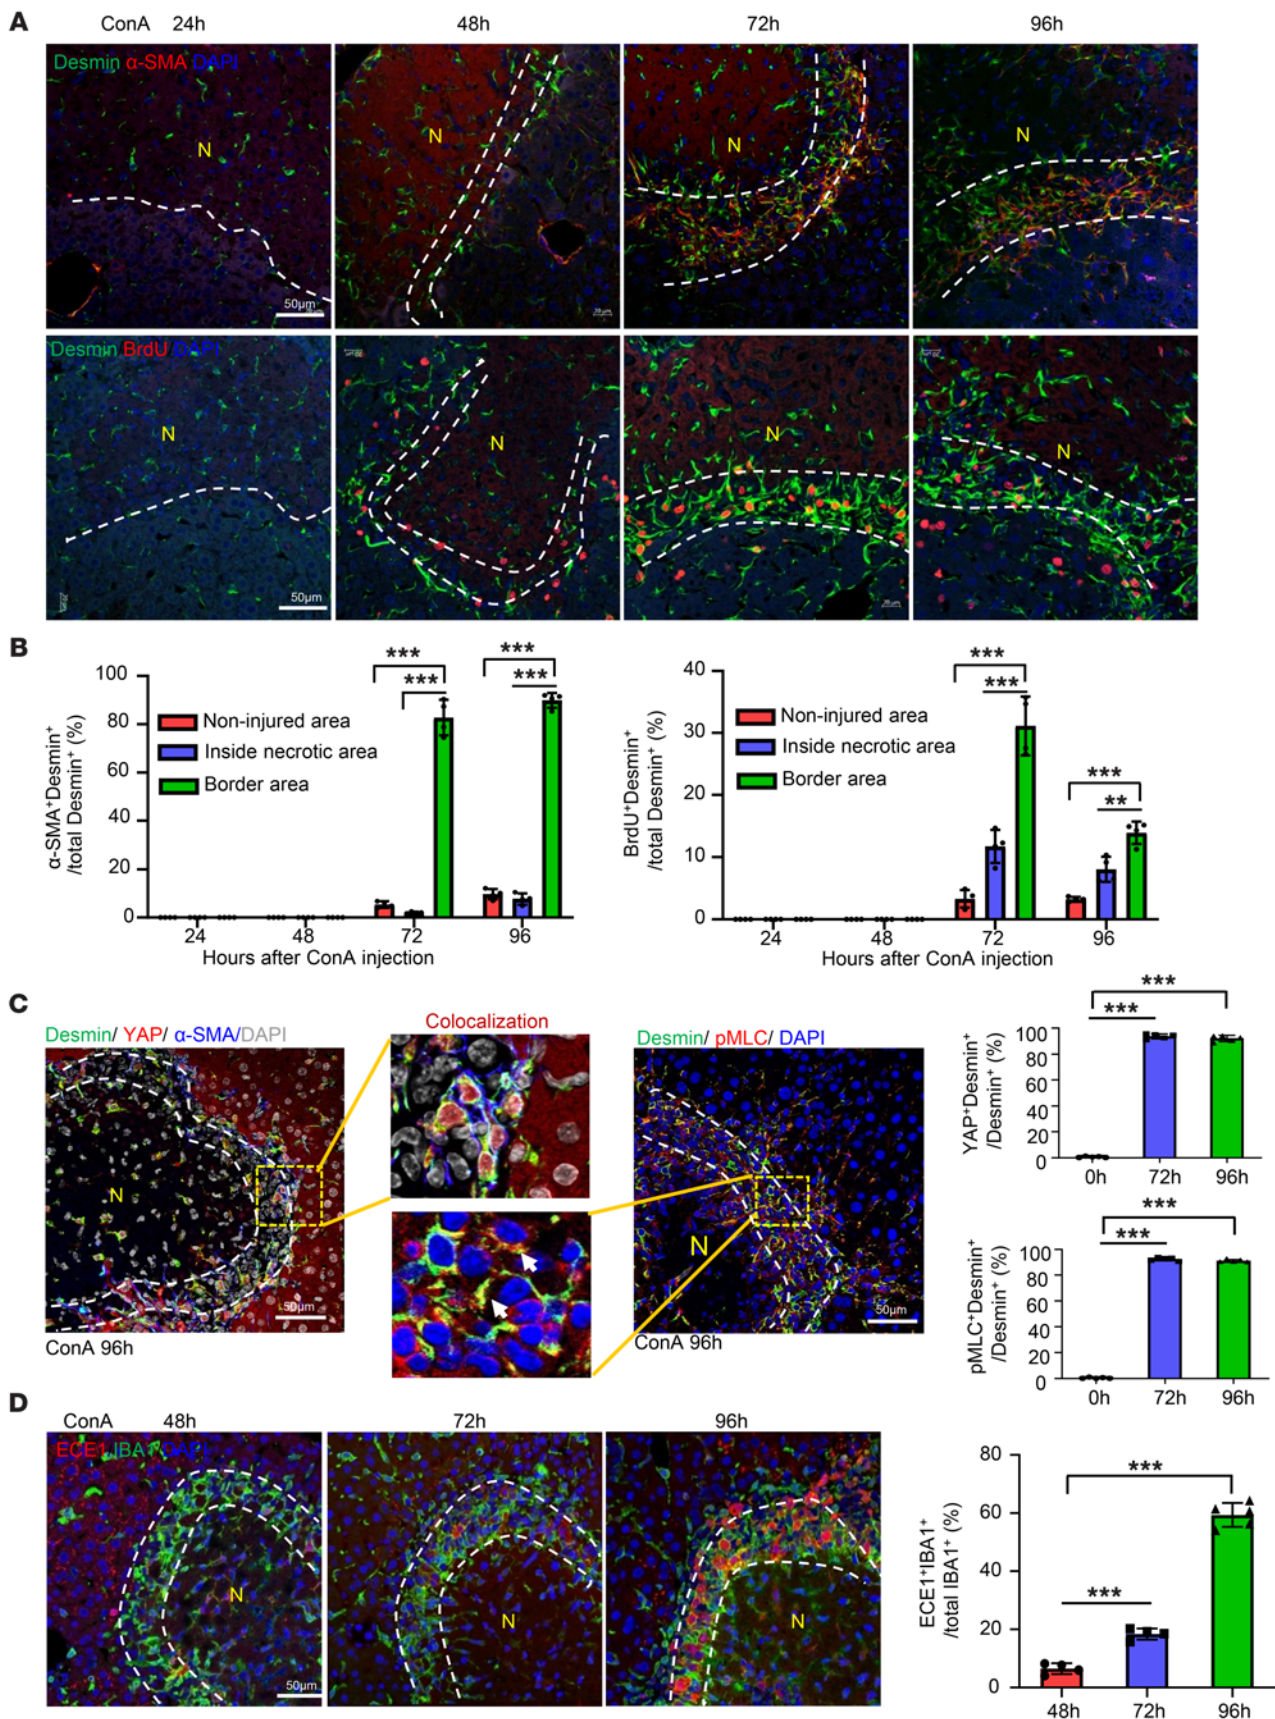 A
ConA 24h 48h 72h 96h
Desmin α-SMA DAPI
N N N N
50µm
Desmin BrdU/DAPI
N N N N
50µm
B
α-SMA⁺Desmin⁺
/total Desmin⁺ (%)
100
80
60
40
20
0
*** *** *** ***
Non-injured area
Inside necrotic area
Border area
24 48 72 96
Hours after ConA injection
BrdU⁺Desmin⁺
/total Desmin⁺ (%)
40
30
20
10
0
*** *** *** **
Non-injured area
Inside necrotic area
Border area
24 48 72 96
Hours after ConA injection
C
Desmin/ YAP/ α-SMA/DAPI
N
50µm
ConA 96h
Colocalization
Desmin/ pMLC/ DAPI
N
50µm
ConA 96h
YAP⁺Desmin⁺
/Desmin⁺ (%)
100
80
60
40
20
0
*** ***
0h 72h 96h
pMLC⁺Desmin⁺
/Desmin⁺ (%)
100
80
60
40
20
0
*** ***
0h 72h 96h
D
ConA 48h 72h 96h
ECE1/IBA1/DAPI
N N N
50µm
ECE1⁺IBA1⁺
/total IBA1⁺ (%)
80
60
40
20
0
*** ***
48h 72h 96h